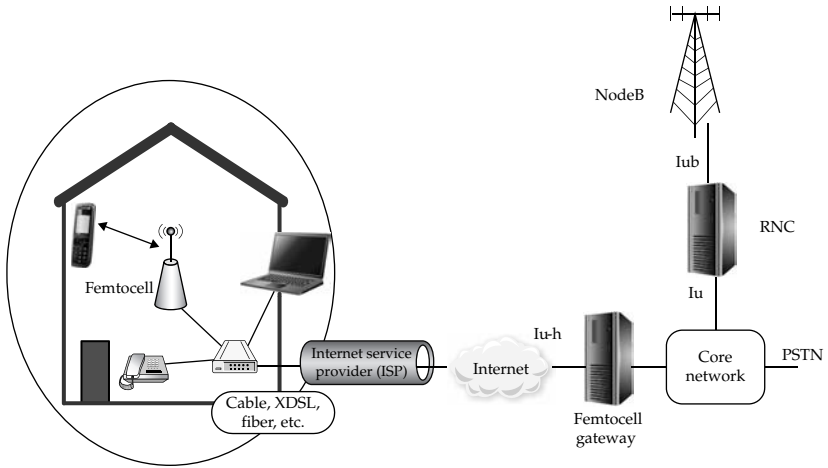 NodeB
Iub
RNC
Iu
Femtocell
Iu-h
Internet service
provider (ISP)
Internet
Core
network
PSTN
Cable, XDSL,
fiber, etc.
Femtocell
gateway